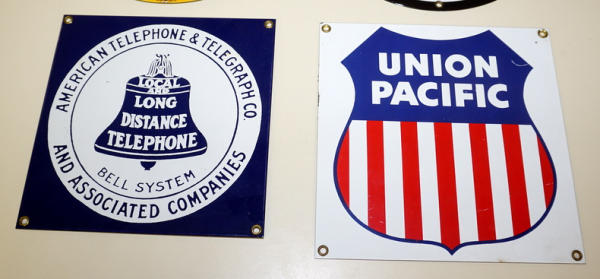 AMERICAN TELEPHONE & TELEGRAPH CO.
LOCAL
AND
LONG
DISTANCE
TELEPHONE
BELL SYSTEM
AND ASSOCIATED COMPANIES
UNION
PACIFIC